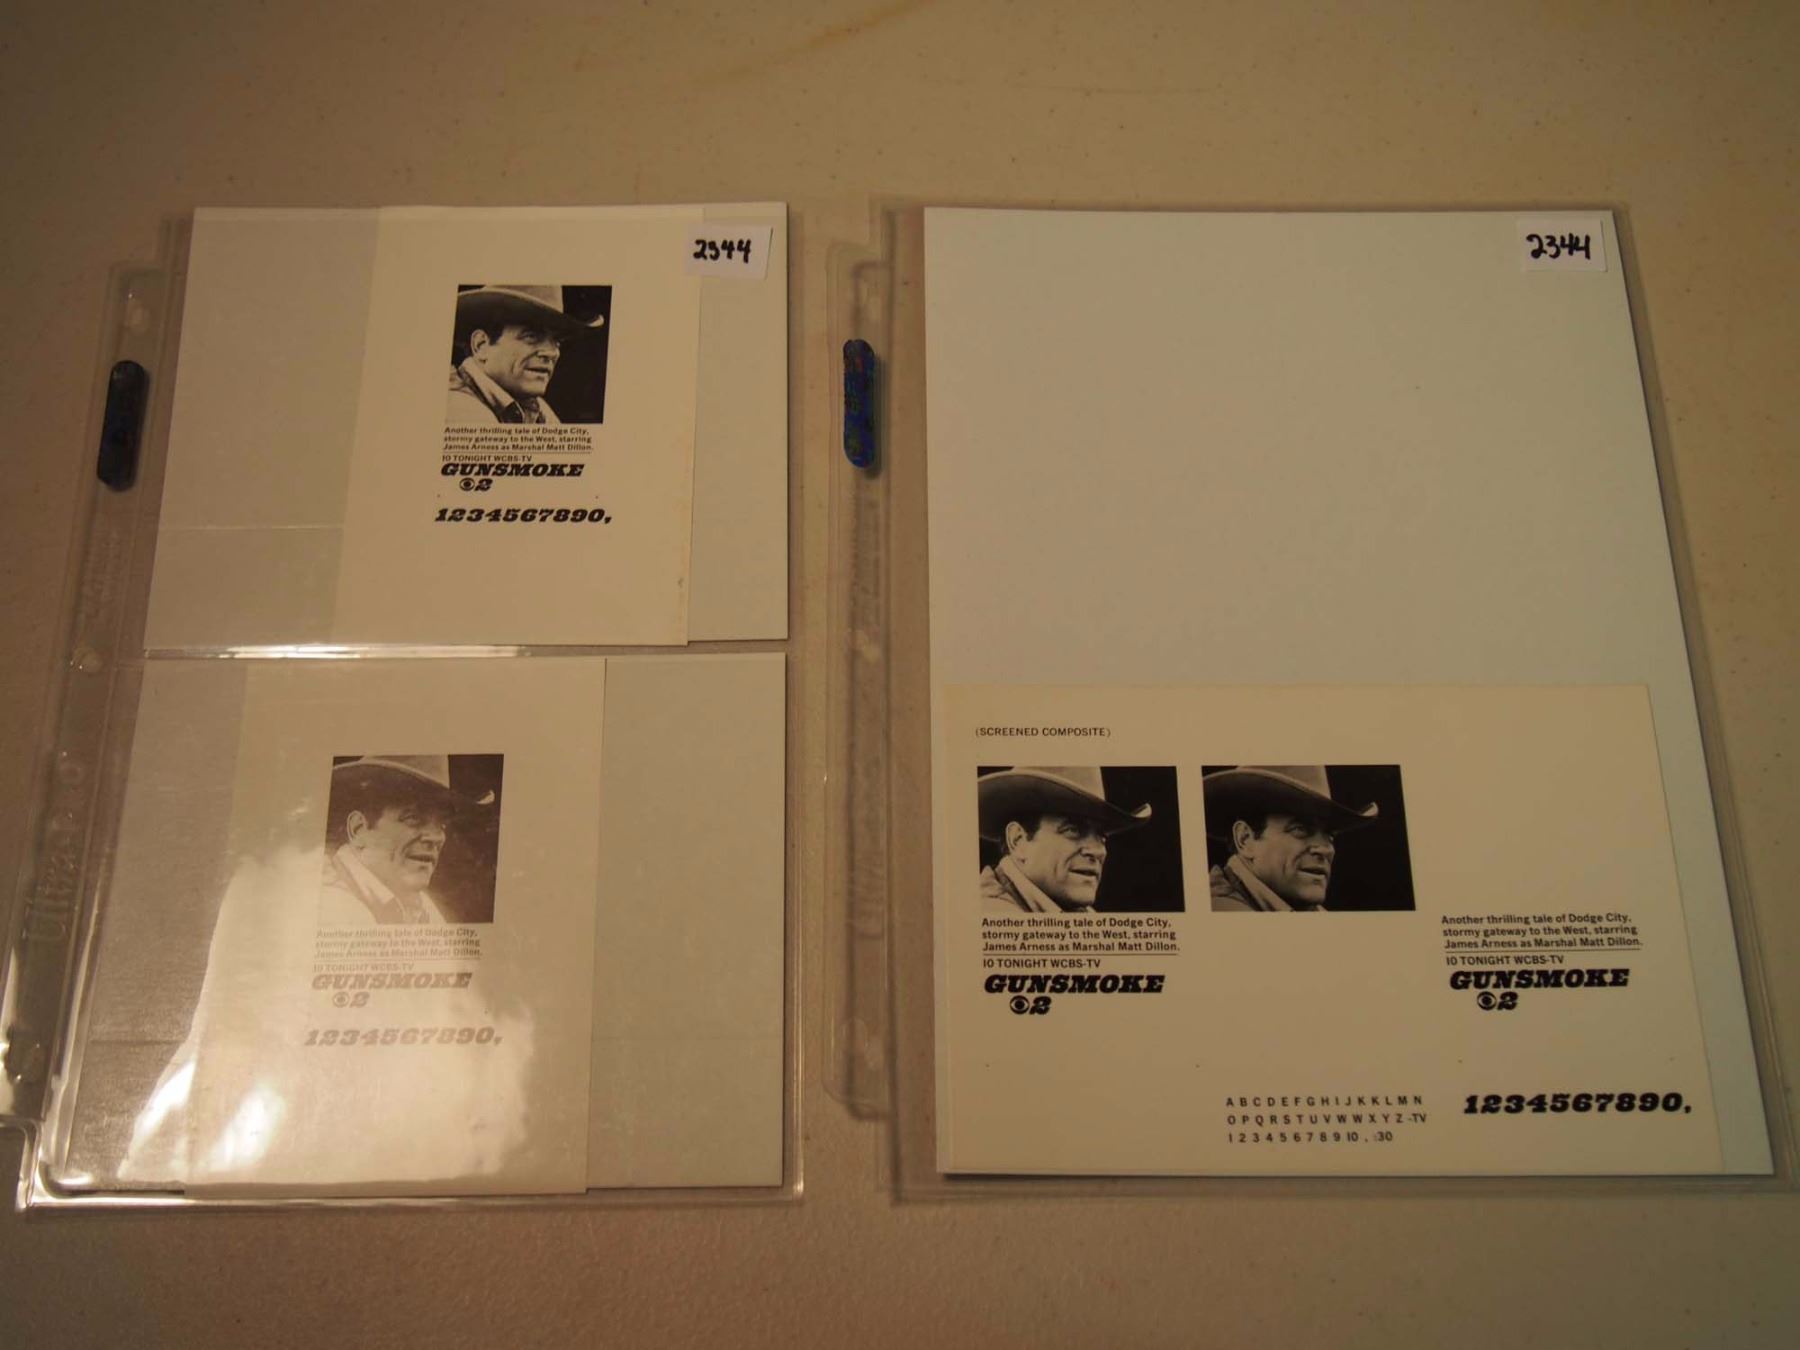 2344
Another thrilling tale of Dodge City,
stormy gateway to the West, starring
James Arness as Marshal Matt Dillon.
10 TONIGHT WCBS-TV
GUNSMOKE
2
1234567890,
Another thrilling tale of Dodge City,
stormy gateway to the West, starring
James Arness as Marshal Matt Dillon.
10 TONIGHT WCBS-TV
GUNSMOKE
2
1234567890,
Ultra PRO
2344
(SCREENED COMPOSITE)
Another thrilling tale of Dodge City,
stormy gateway to the West, starring
James Arness as Marshal Matt Dillon.
10 TONIGHT WCBS-TV
GUNSMOKE
2
Another thrilling tale of Dodge City,
stormy gateway to the West, starring
James Arness as Marshal Matt Dillon.
10 TONIGHT WCBS-TV
GUNSMOKE
2
A B C D E F G H I J K K L M N
O P Q R S T U V W W X Y Z -TV
1 2 3 4 5 6 7 8 9 10 , :30
1234567890,